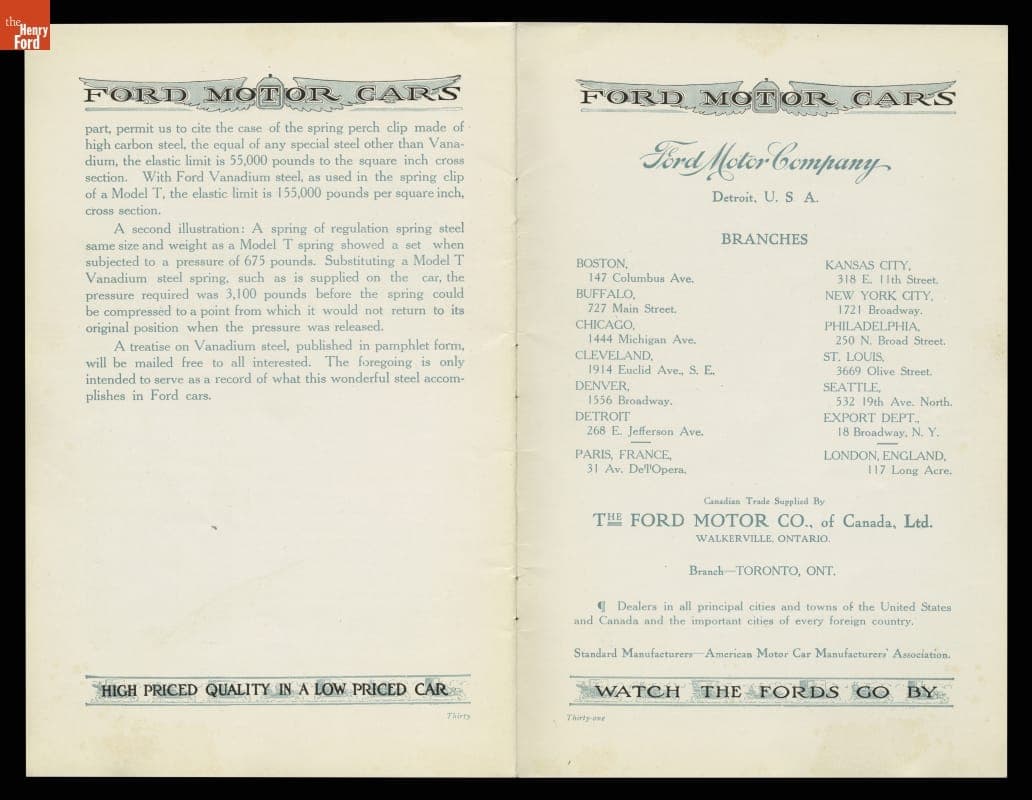 the
Henry
Ford
FORD MOTOR CARS
part, permit us to cite the case of the spring perch clip made of
high carbon steel, the equal of any special steel other than Vana-
dium, the elastic limit is 55,000 pounds to the square inch cross
section. With Ford Vanadium steel, as used in the spring clip
of a Model T, the elastic limit is 155,000 pounds per square inch,
cross section.
A second illustration: A spring of regulation spring steel
same size and weight as a Model T spring showed a set when
subjected to a pressure of 675 pounds. Substituting a Model T
Vanadium steel spring, such as is supplied on the car, the
pressure required was 3,100 pounds before the spring could
be compressed to a point from which it would not return to its
original position when the pressure was released.
A treatise on Vanadium steel, published in pamphlet form,
will be mailed free to all interested. The foregoing is only
intended to serve as a record of what this wonderful steel accom-
plishes in Ford cars.
HIGH PRICED QUALITY IN A LOW PRICED CAR
Thirty
FORD MOTOR CARS
Ford Motor Company
Detroit, U. S A.
BRANCHES
BOSTON,
147 Columbus Ave.
BUFFALO,
727 Main Street.
CHICAGO,
1444 Michigan Ave.
CLEVELAND,
1914 Euclid Ave., S. E.
DENVER,
1556 Broadway.
DETROIT
268 E. Jefferson Ave.
PARIS, FRANCE,
31 Av. De l'Opera.
KANSAS CITY,
318 E. 11th Street.
NEW YORK CITY,
1721 Broadway.
PHILADELPHIA,
250 N. Broad Street.
ST. LOUIS,
3669 Olive Street.
SEATTLE,
532 19th Ave. North.
EXPORT DEPT.,
18 Broadway, N. Y.
LONDON, ENGLAND,
117 Long Acre.
Canadian Trade Supplied By
THE FORD MOTOR CO., of Canada, Ltd.
WALKERVILLE, ONTARIO.
Branch—TORONTO, ONT.
¶ Dealers in all principal cities and towns of the United States
and Canada and the important cities of every foreign country.
Standard Manufacturers—American Motor Car Manufacturers' Association.
WATCH THE FORDS GO BY
Thirty-one